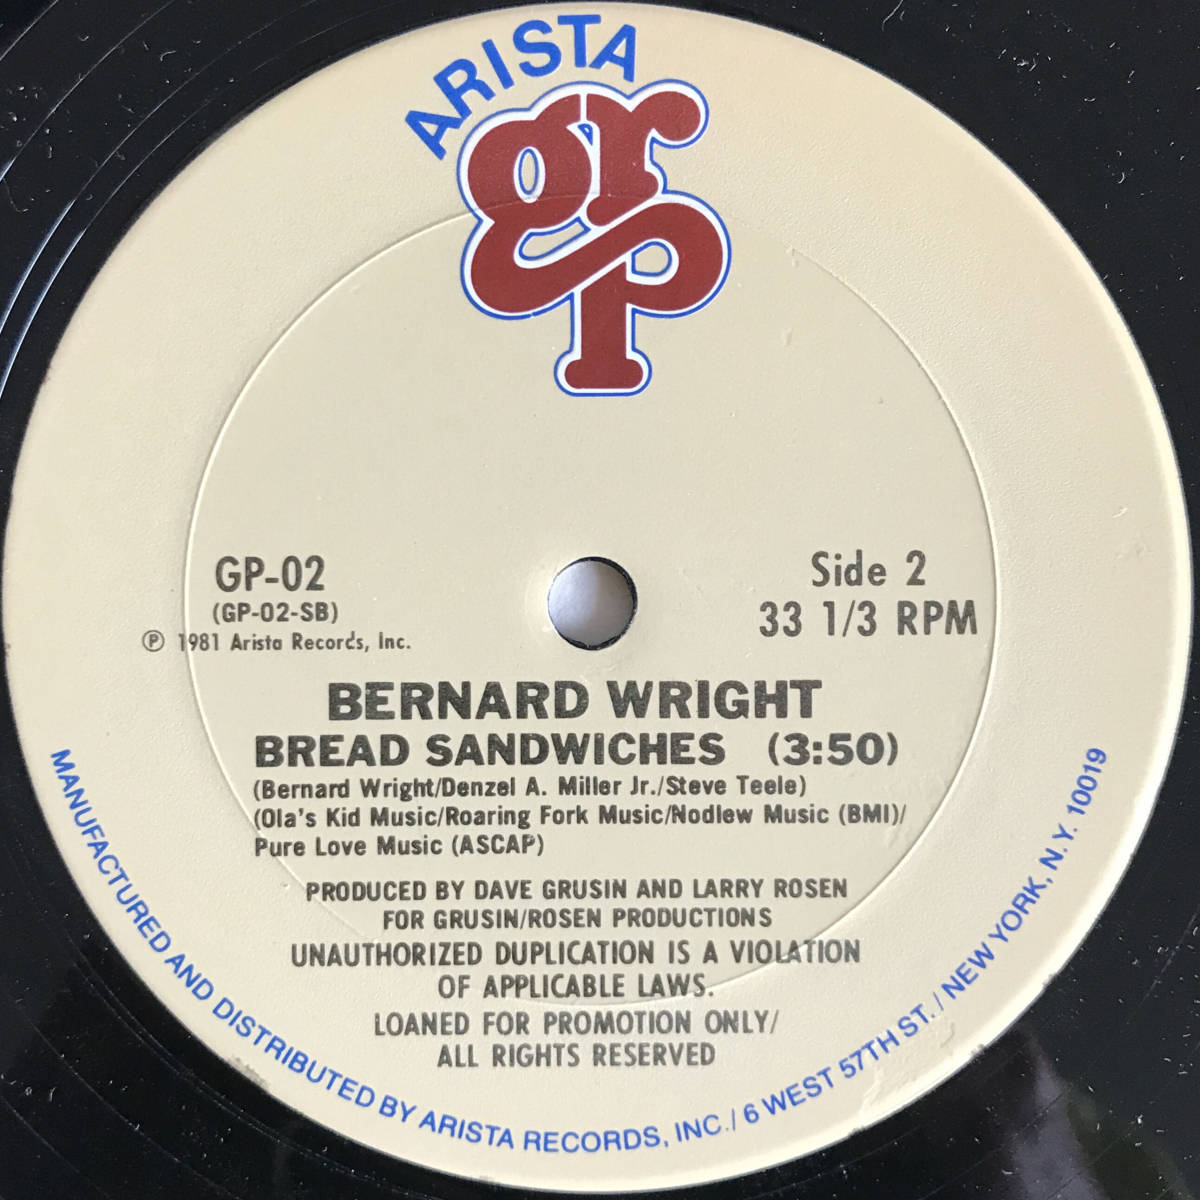 ARISTA
grp
GP-02
(GP-02-SB)
℗ 1981 Arista Records, Inc.
Side 2
33 1/3 RPM
BERNARD WRIGHT
BREAD SANDWICHES (3:50)
(Bernard Wright/Denzel A. Miller Jr./Steve Teele)
(Ola's Kid Music/Roaring Fork Music/Nodlew Music (BMI)/
Pure Love Music (ASCAP)
PRODUCED BY DAVE GRUSIN AND LARRY ROSEN
FOR GRUSIN/ROSEN PRODUCTIONS
UNAUTHORIZED DUPLICATION IS A VIOLATION
OF APPLICABLE LAWS.
LOANED FOR PROMOTION ONLY/
ALL RIGHTS RESERVED
MANUFACTURED AND DISTRIBUTED BY ARISTA RECORDS, INC./6 WEST 57TH ST./NEW YORK, N.Y. 10019